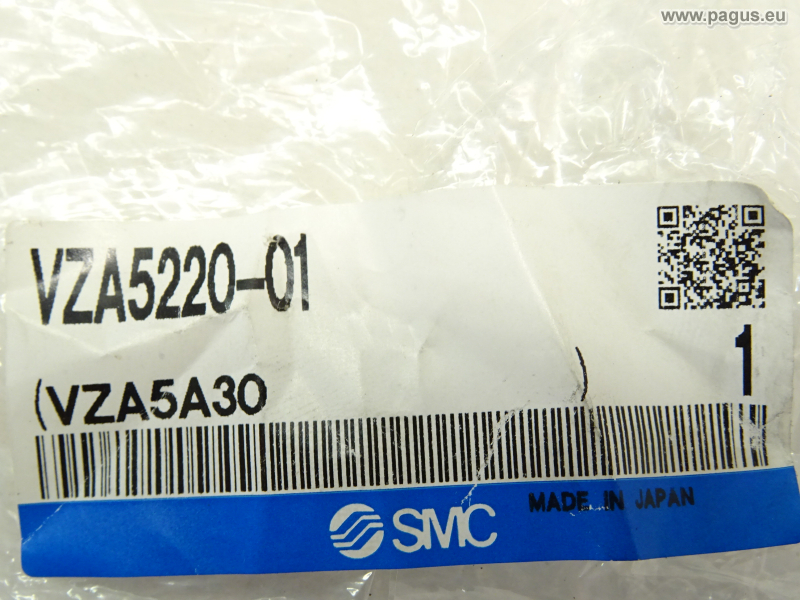 www.pagus.eu
VZA5220-01
1
(VZA5A30 )
MADE IN JAPAN
SMC